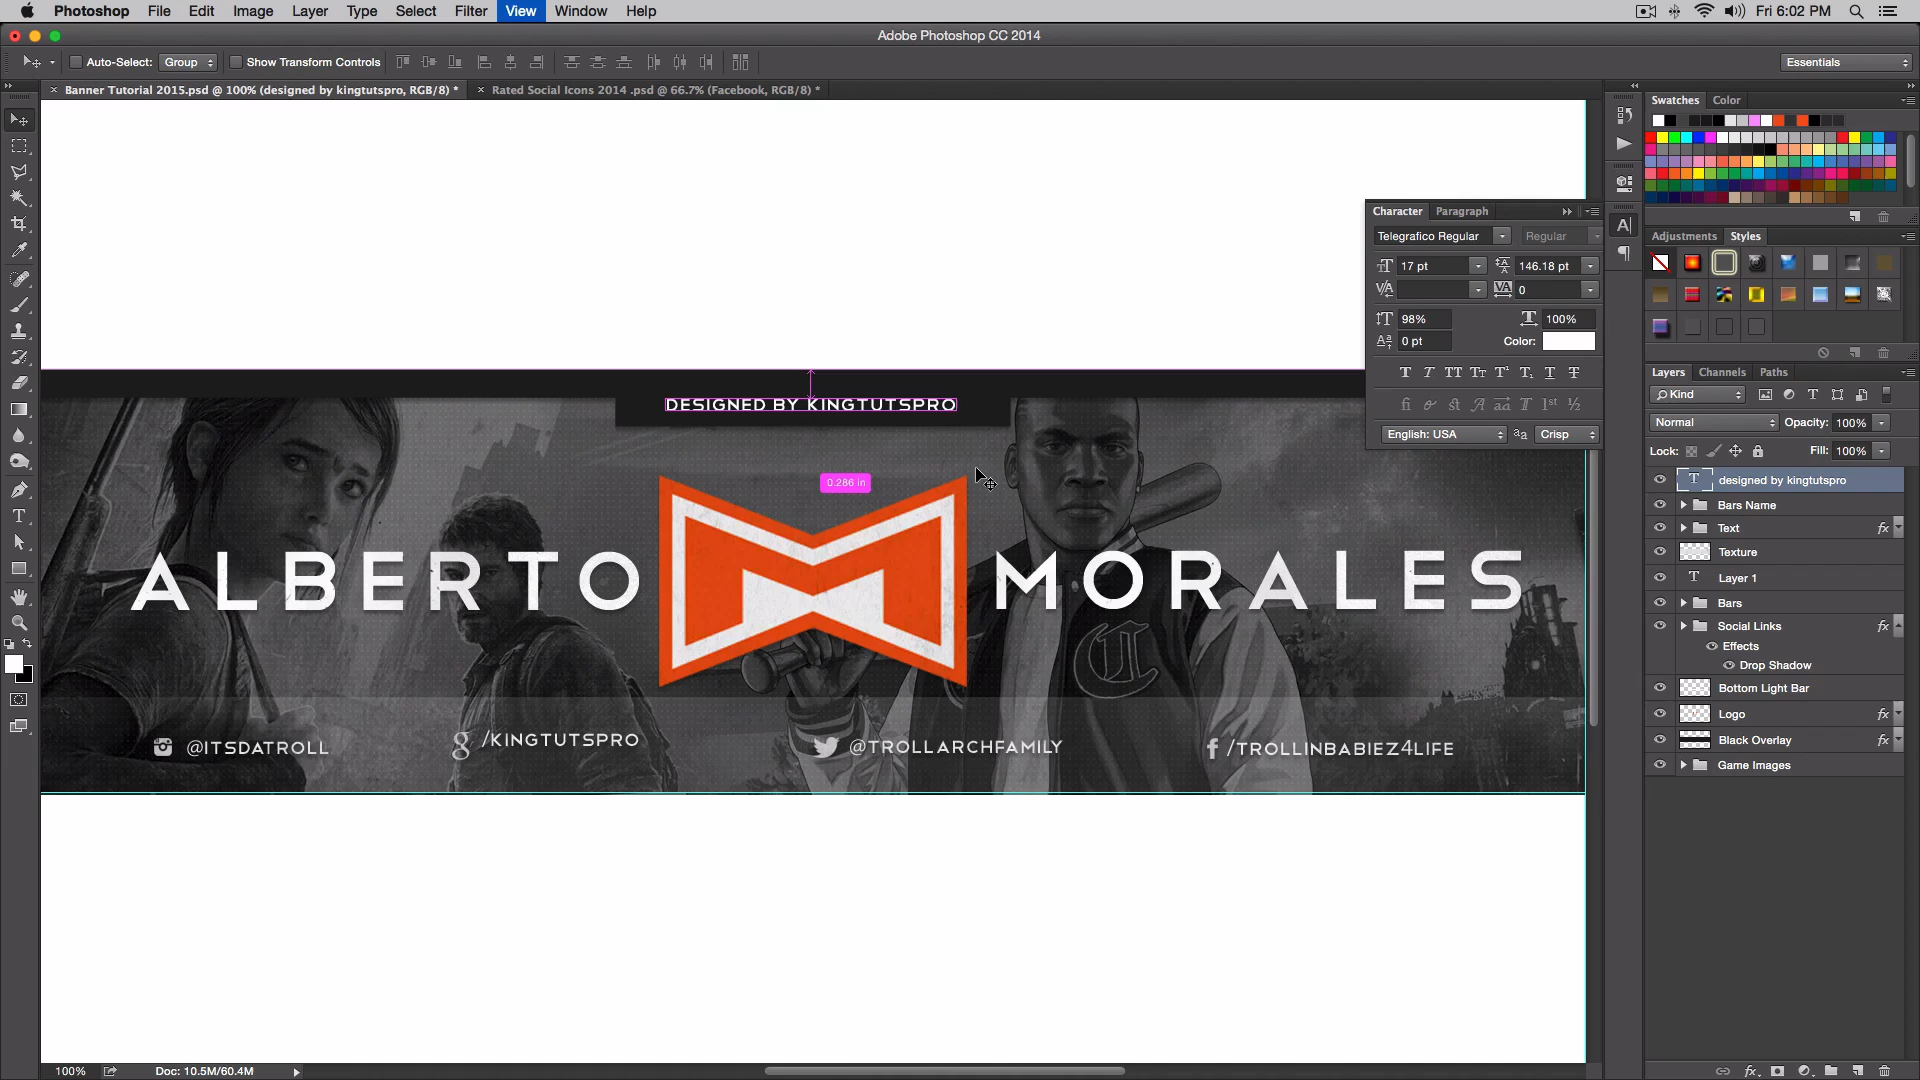 Photoshop File Edit Image Layer Type Select Filter View Window Help Fri 6:02 PM
Adobe Photoshop CC 2014
Auto-Select: Group Show Transform Controls Essentials
Banner Tutorial 2015.psd @ 100% (designed by kingtutspro, RGB/8) * Rated Social Icons 2014 .psd @ 66.7% (Facebook, RGB/8) *
Swatches Color
Character Paragraph
Telegrafico Regular Regular
17 pt 146.18 pt
0
98% 100%
0 pt Color:
English: USA Crisp
Adjustments Styles
Layers Channels Paths
Kind
Normal Opacity: 100%
Lock: Fill: 100%
designed by kingtutspro
Bars Name
Text fx
Texture
Layer 1
Bars
Social Links fx
Effects
Drop Shadow
Bottom Light Bar
Logo fx
Black Overlay fx
Game Images
DESIGNED BY KINGTUTSPRO
0.286 in
ALBERTO MORALES
@ITSDATROLL /KINGTUTSPRO @TROLLARCHFAMILY /TROLLINBABIEZ4LIFE
100% Doc: 10.5M/60.4M